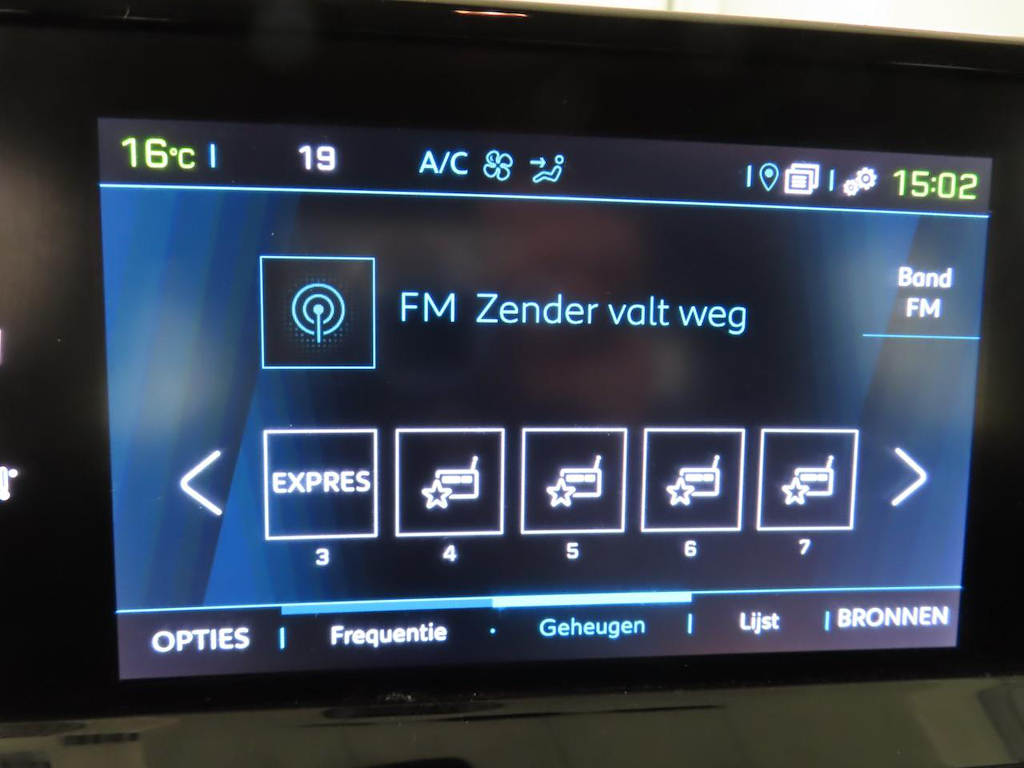 16°C
19
A/C
15:02
FM Zender valt weg
Band
FM
EXPRES
3
4
5
6
7
OPTIES
Frequentie
Geheugen
Lijst
BRONNEN